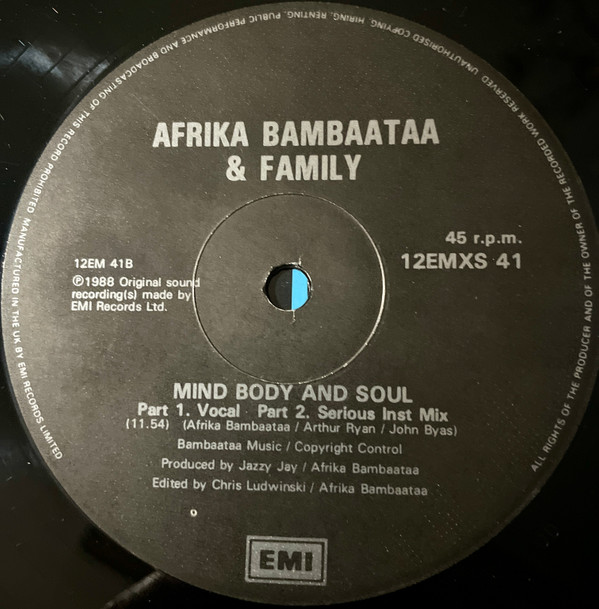 AFRIKA BAMBAATAA
& FAMILY
45 r.p.m.
12EMXS 41
12EM 41B
℗1988 Original sound
recording(s) made by
EMI Records Ltd.
MIND BODY AND SOUL
Part 1. Vocal Part 2. Serious Inst Mix
(11.54) (Afrika Bambaataa / Arthur Ryan / John Byas)
Bambaataa Music / Copyright Control
Produced by Jazzy Jay / Afrika Bambaataa
Edited by Chris Ludwinski / Afrika Bambaataa
EMI
ALL RIGHTS OF THE PRODUCER AND OF THE OWNER OF THE RECORDED WORK RESERVED UNAUTHORISED COPYING, HIRING, RENTING, PUBLIC PERFORMANCE AND BROADCASTING OF THIS RECORD PROHIBITED MANUFACTURED IN THE UK BY EMI RECORDS LIMITED